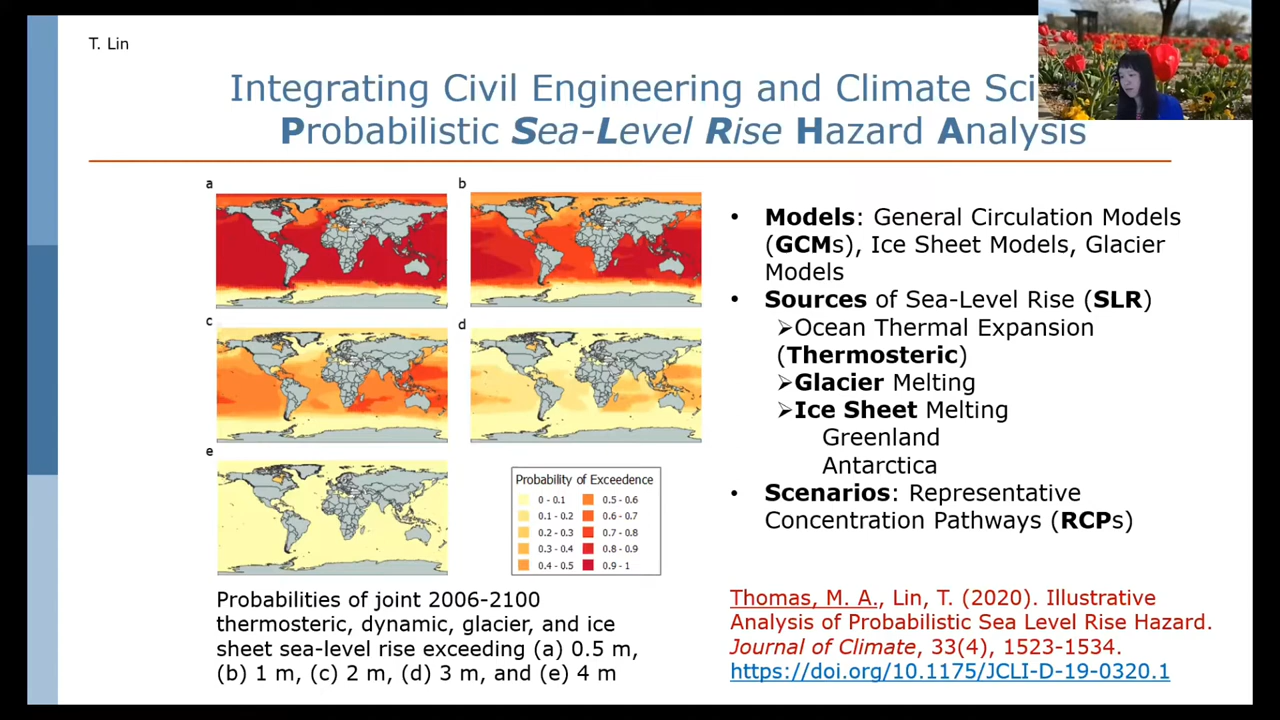 T. Lin
Integrating Civil Engineering and Climate Sci
Probabilistic Sea-Level Rise Hazard Analysis
a
b
c
d
e
Probability of Exceedence
0 - 0.1
0.5 - 0.6
0.1 - 0.2
0.6 - 0.7
0.2 - 0.3
0.7 - 0.8
0.3 - 0.4
0.8 - 0.9
0.4 - 0.5
0.9 - 1
Probabilities of joint 2006-2100
thermosteric, dynamic, glacier, and ice
sheet sea-level rise exceeding (a) 0.5 m,
(b) 1 m, (c) 2 m, (d) 3 m, and (e) 4 m
• Models: General Circulation Models
(GCMs), Ice Sheet Models, Glacier
Models
• Sources of Sea-Level Rise (SLR)
➢Ocean Thermal Expansion
(Thermosteric)
➢Glacier Melting
➢Ice Sheet Melting
Greenland
Antarctica
• Scenarios: Representative
Concentration Pathways (RCPs)
Thomas, M. A., Lin, T. (2020). Illustrative
Analysis of Probabilistic Sea Level Rise Hazard.
Journal of Climate, 33(4), 1523-1534.
https://doi.org/10.1175/JCLI-D-19-0320.1